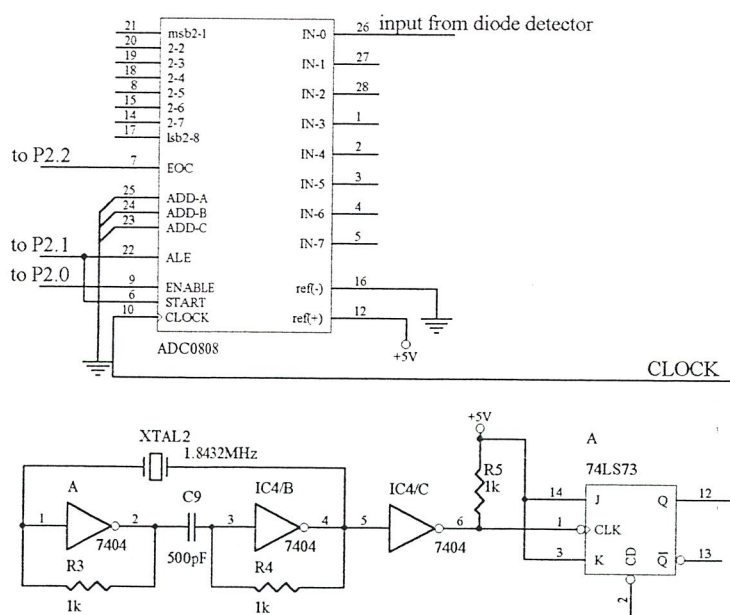 21 msb2-1 IN-0 26 input from diode detector
20 2-2
19 2-3 IN-1 27
18 2-4
8 2-5 IN-2 28
15 2-6
14 2-7 IN-3 1
17 lsb2-8
IN-4 2
to P2.2 7 EOC
IN-5 3
25 ADD-A
24 ADD-B IN-6 4
23 ADD-C
IN-7 5
to P2.1 22 ALE
to P2.0 9 ENABLE ref(-) 16
6 START
10 CLOCK ref(+) 12
ADC0808 +5V
CLOCK
+5V
XTAL2 A
1.8432MHz 74LS73
R5
1k
A C9 IC4/B IC4/C
14 J Q 12
1 2 3 4 5 6 1 CLK
7404 500pF 7404 7404
3 K CD Q 13
R3 R4
1k 1k
2